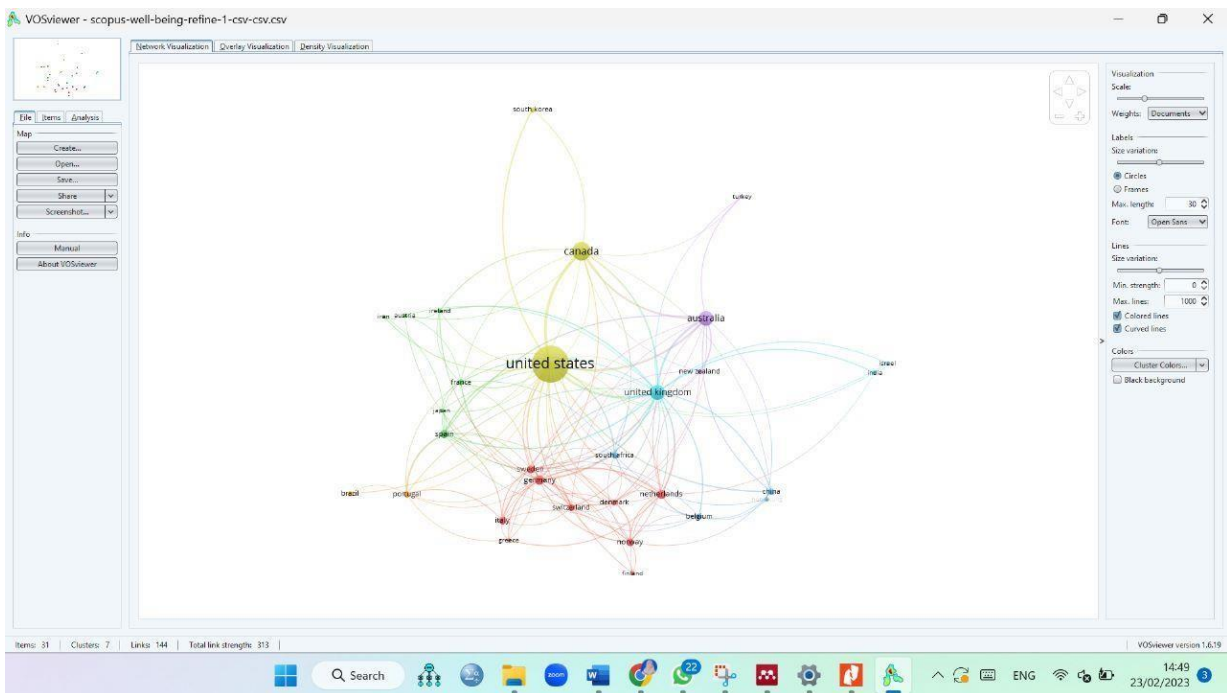 VOSviewer - scopus-well-being-refine-1-csv-csv.csv
Network Visualization Overlay Visualization Density Visualization
File Items Analysis
Map
Create...
Open...
Save...
Share
Screenshot...
Info
Manual
About VOSviewer
south korea
turkey
canada
australia
iran austria ireland
united states
israel
india
new zealand
france
united kingdom
japan
spain
south africa
sweden
germany
brazil portugal
netherlands
china
denmark
switzerland
belgium
italy
greece
norway
finland
Visualization
Scale:
Weights: Documents
Labels
Size variation:
Circles
Frames
Max. length: 30
Font: Open Sans
Lines
Size variation:
Min. strength: 0
Max. lines: 1000
Colored lines
Curved lines
Colors
Cluster Colors...
Black background
Items: 31 Clusters: 7 Links: 144 Total link strength: 313
VOSviewer version 1.6.19
Search
zoom
22
ENG
14:49
23/02/2023
3